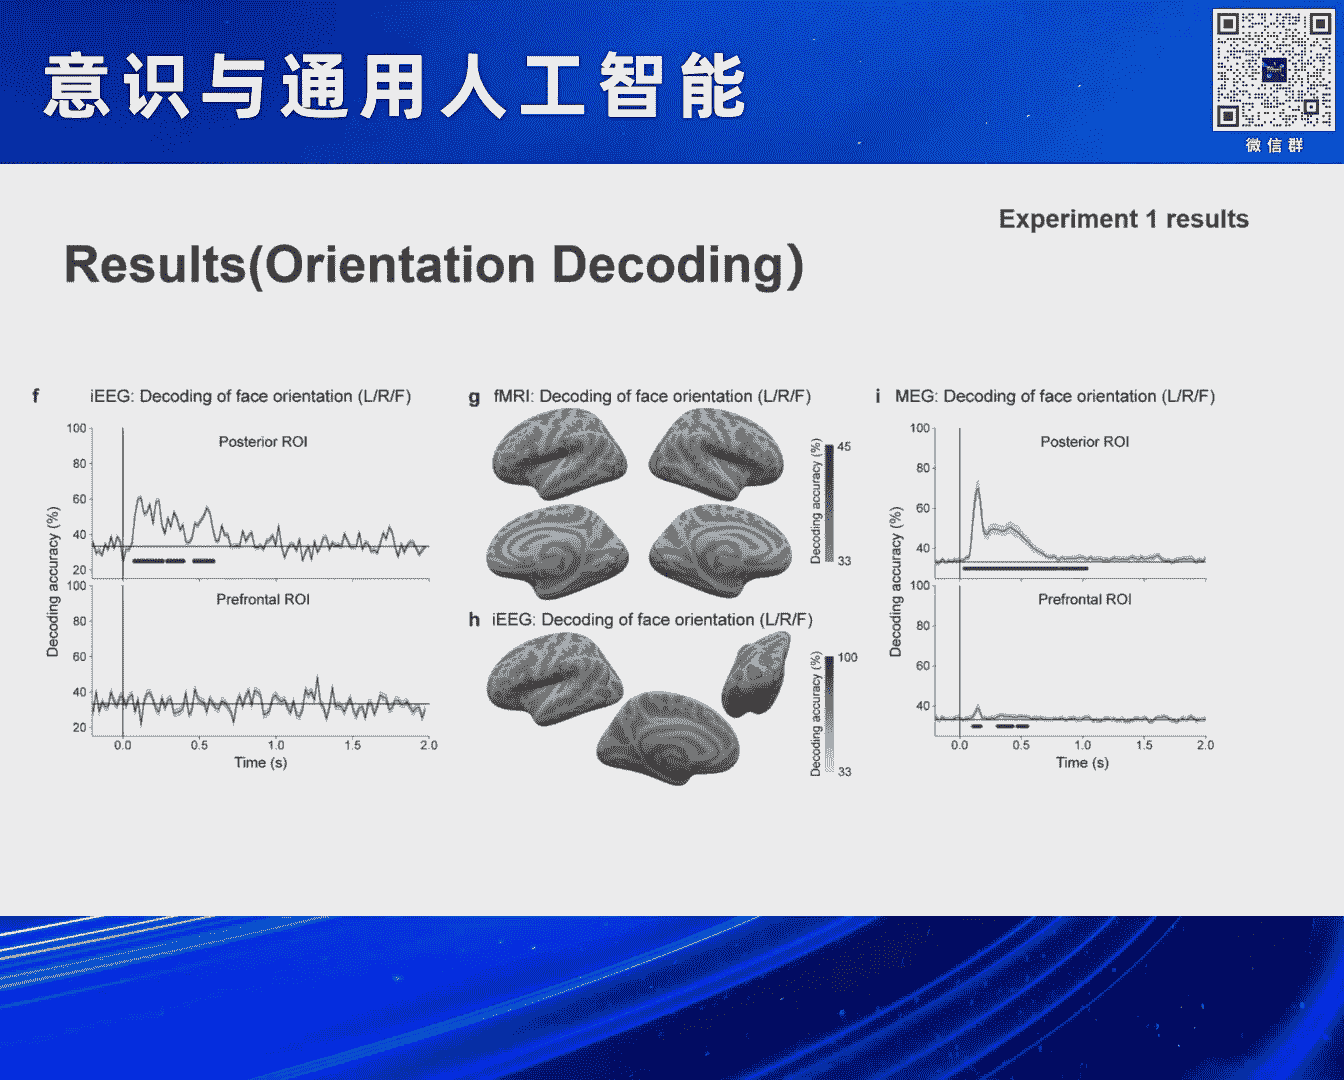 意识与通用人工智能
微信群
Experiment 1 results
Results(Orientation Decoding)
f iEEG: Decoding of face orientation (L/R/F)
Posterior ROI
100
80
60
40
20
Prefrontal ROI
100
80
60
40
20
Decoding accuracy (%)
0.0 0.5 1.0 1.5 2.0
Time (s)
g fMRI: Decoding of face orientation (L/R/F)
Decoding accuracy (%)
45
33
h iEEG: Decoding of face orientation (L/R/F)
Decoding accuracy (%)
100
33
i MEG: Decoding of face orientation (L/R/F)
Posterior ROI
100
80
60
40
Prefrontal ROI
100
80
60
40
Decoding accuracy (%)
0.0 0.5 1.0 1.5 2.0
Time (s)